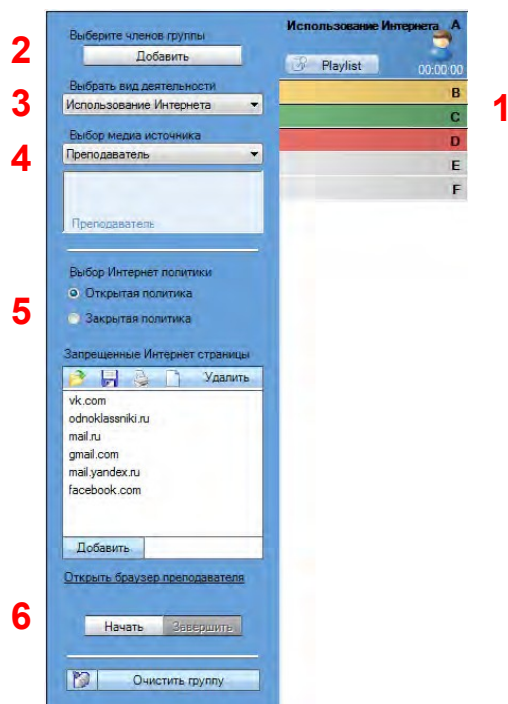 Выберите членов группы
2
Добавить
Выбрать вид деятельности
3
Использование Интернета
Выбор медиа источника
4
Преподаватель
Преподаватель
Выбор Интернет политики
Открытая политика
5
Закрытая политика
Запрещенные Интернет страницы
Удалить
vk.com
odnoklassniki.ru
mail.ru
gmail.com
mail.yandex.ru
facebook.com
Добавить
Открыть браузер преподавателя
6
Начать Завершить
Очистить группу
Использование Интернета A
Playlist
00:00:00
B
1
C
D
E
F